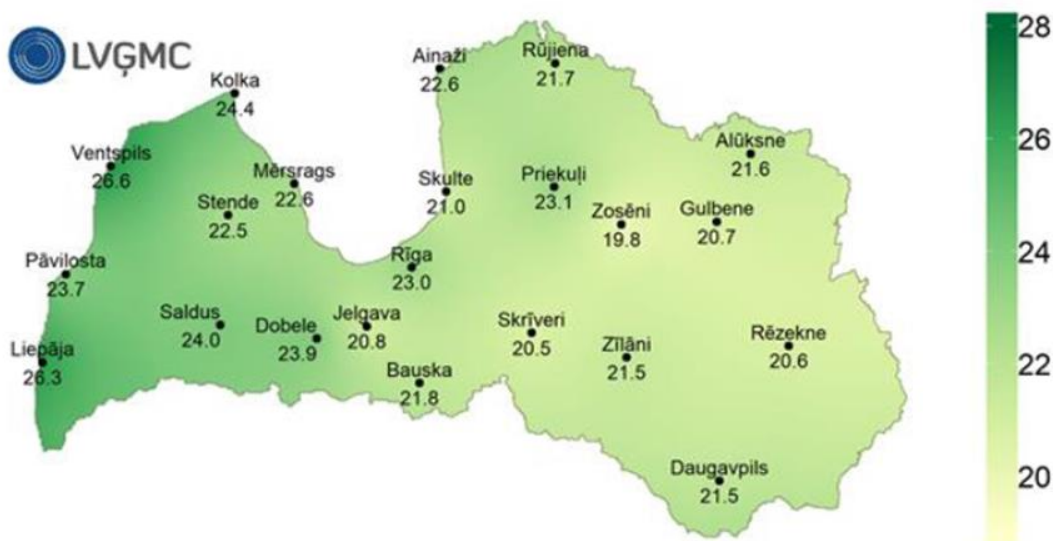 LVĢMC
Kolka
24.4
Ainaži
22.6
Rūjiena
21.7
Ventspils
26.6
Mērsrags
22.6
Stende
22.5
Skulte
21.0
Priekuļi
23.1
Alūksne
21.6
Zosēni
19.8
Gulbene
20.7
Pāvilosta
23.7
Rīga
23.0
Saldus
24.0
Dobele
23.9
Jelgava
20.8
Skrīveri
20.5
Zīlāni
21.5
Rēzekne
20.6
Liepāja
26.3
Bauska
21.8
Daugavpils
21.5
28
26
24
22
20